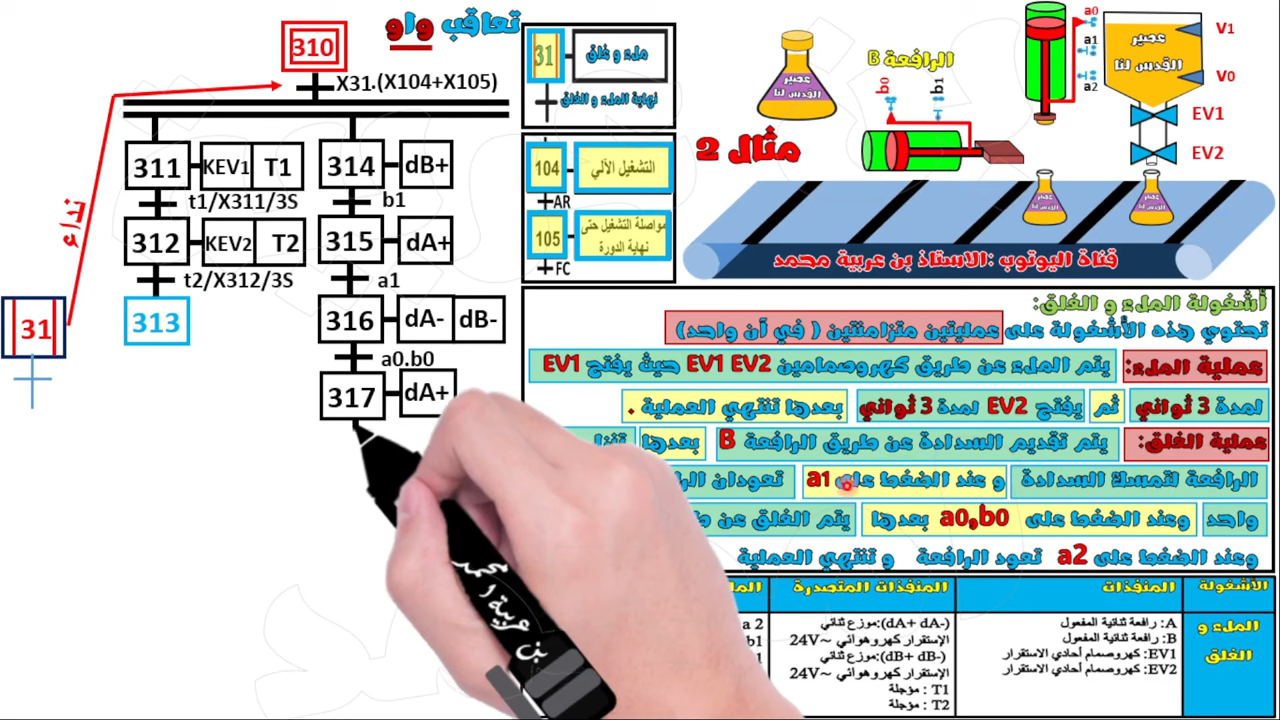 تعاقب واو
310
X31.(X104+X105)
311 KEV1 T1
t1/X311/3S
312 KEV2 T2
t2/X312/3S
313
314 dB+
b1
315 dA+
a1
316 dA- dB-
a0.b0
317 dA+
نداء
31
31 ملء و غلق
نهاية الملء و الغلق
104 التشغيل الآلي
AR
105 مواصلة التشغيل حتى نهاية الدورة
FC
عصير القدس لنا
مثال 2
الرافعة B
b0
b1
a0
a1
a2
عصير
القدس لنا
V1
V0
EV1
EV2
قناة اليوتوب :الاستاذ بن عربية محمد
أشغولة الملء و الغلق:
تحتوي هذه الأشغولة على عمليتين متزامنتين ( في آن واحد)
عملية الملء: يتم الملء عن طريق كهروصمامين EV1 EV2 حيث يفتح EV1
لمدة 3 ثواني ثم يفتح EV2 لمدة 3 ثواني بعدها تنتهي العملية .
عملية الغلق: يتم تقديم السدادة عن طريق الرافعة B بعدها
الرافعة لتمسك السدادة و عند الضغط على a1 تعودان
واحد وعند الضغط على a0,b0 بعدها يتم الغلق عن
وعند الضغط على a2 تعود الرافعة و تنتهي العملية
الأشغولة المنفذات المنفذات المتصدرة
الملء و الغلق
A: رافعة ثنائية المفعول
B: رافعة ثنائية المفعول
EV1: كهروصمام أحادي الاستقرار
EV2: كهروصمام أحادي الاستقرار
(dA+ dA-):موزع ثنائي
الإستقرار كهروهوائي ~24V
(dB+ dB-):موزع ثنائي
الإستقرار كهروهوائي ~24V
T1 : مؤجلة
T2 : مؤجلة
a 2
b1
بن عربية